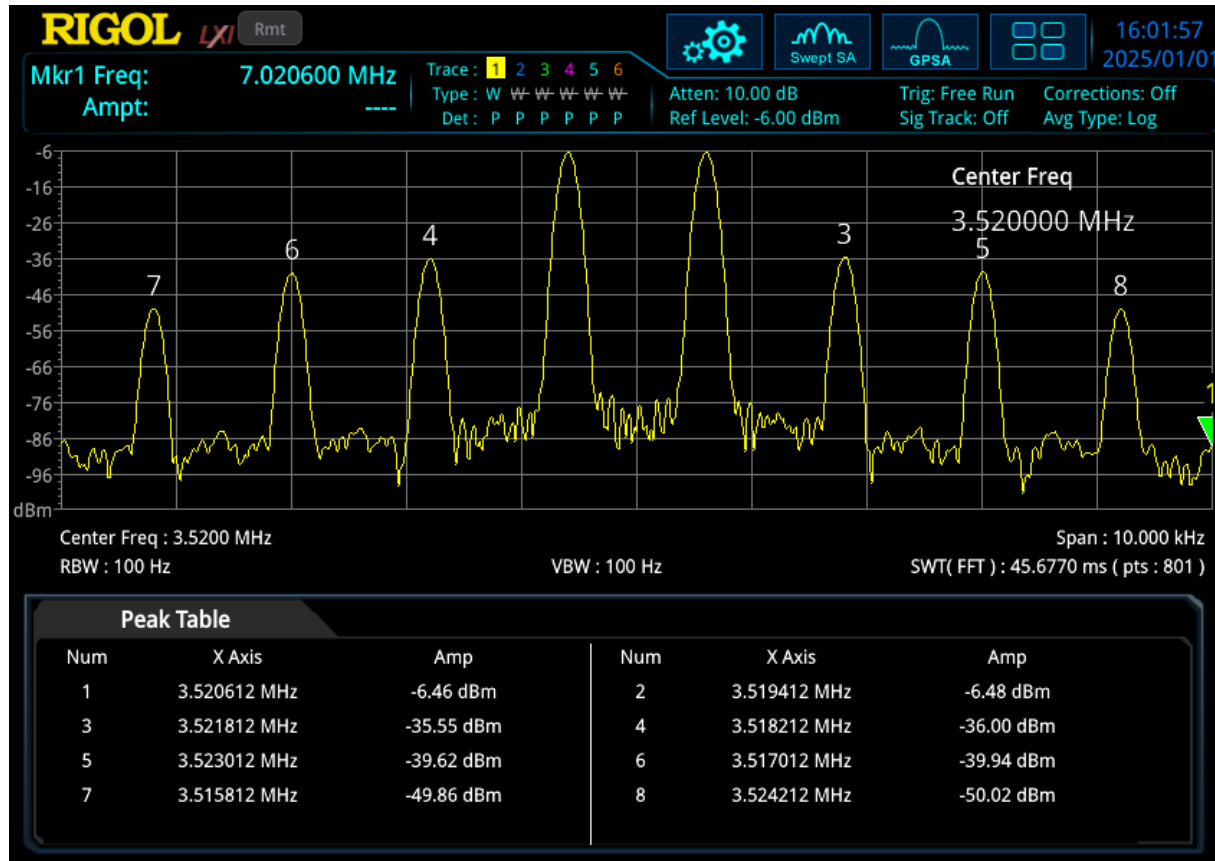 RIGOL LXI Rmt
Swept SA
GPSA
16:01:57
2025/01/01
Mkr1 Freq: 7.020600 MHz
Ampt: ----
Trace : 1 2 3 4 5 6
Type : W W W W W W
Det : P P P P P P
Atten: 10.00 dB
Ref Level: -6.00 dBm
Trig: Free Run
Sig Track: Off
Corrections: Off
Avg Type: Log
-6
-16
-26
-36
-46
-56
-66
-76
-86
-96
dBm
Center Freq
3.520000 MHz
7
6
4
3
5
8
1
Center Freq : 3.5200 MHz
Span : 10.000 kHz
RBW : 100 Hz
VBW : 100 Hz
SWT( FFT ) : 45.6770 ms ( pts : 801 )
Peak Table
Num X Axis Amp Num X Axis Amp
1 3.520612 MHz -6.46 dBm 2 3.519412 MHz -6.48 dBm
3 3.521812 MHz -35.55 dBm 4 3.518212 MHz -36.00 dBm
5 3.523012 MHz -39.62 dBm 6 3.517012 MHz -39.94 dBm
7 3.515812 MHz -49.86 dBm 8 3.524212 MHz -50.02 dBm